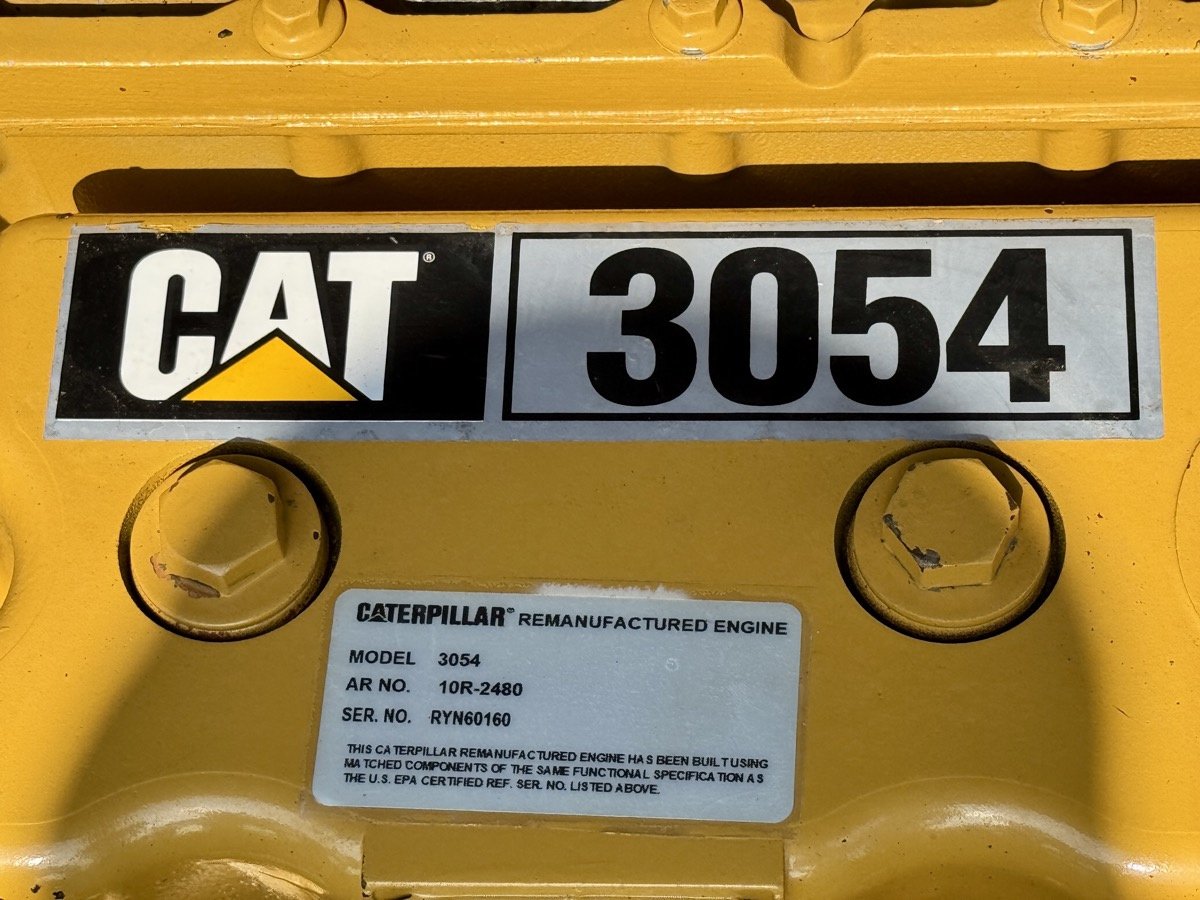 CAT® 3054
CATERPILLAR® REMANUFACTURED ENGINE
MODEL 3054
AR NO. 10R-2480
SER. NO. RYN60160
THIS CATERPILLAR REMANUFACTURED ENGINE HAS BEEN BUILT USING
MATCHED COMPONENTS OF THE SAME FUNCTIONAL SPECIFICATION AS
THE U.S. EPA CERTIFIED REF. SER. NO. LISTED ABOVE.